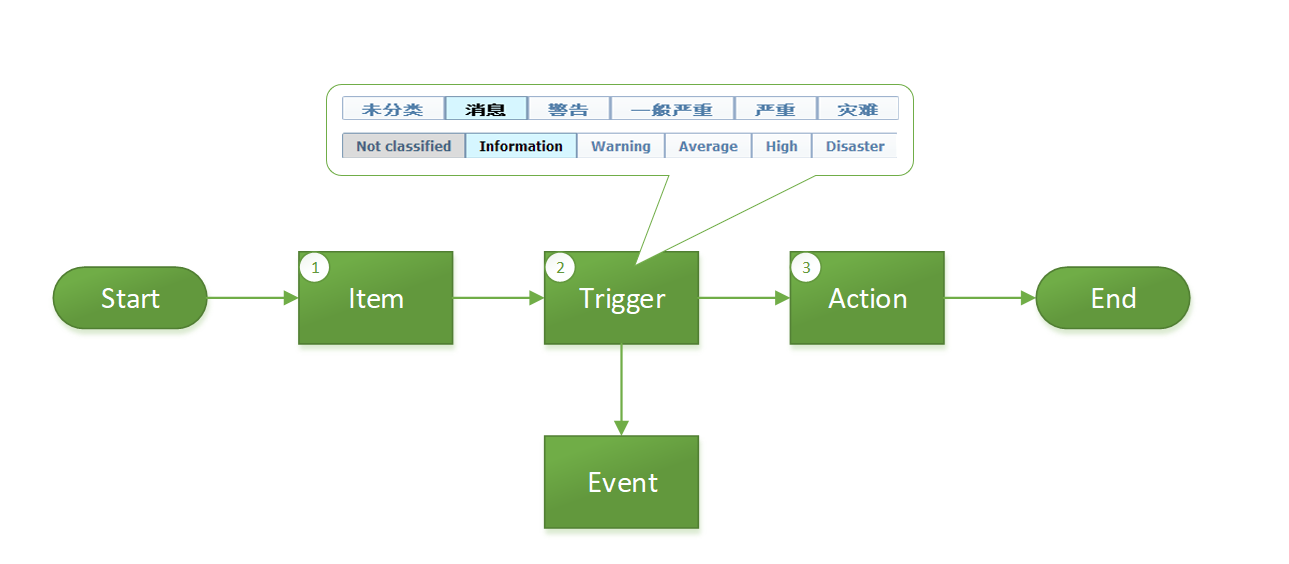 未分类 消息 警告 一般严重 严重 灾难
Not classified Information Warning Average High Disaster
1 2 3
Start Item Trigger Action End
Event